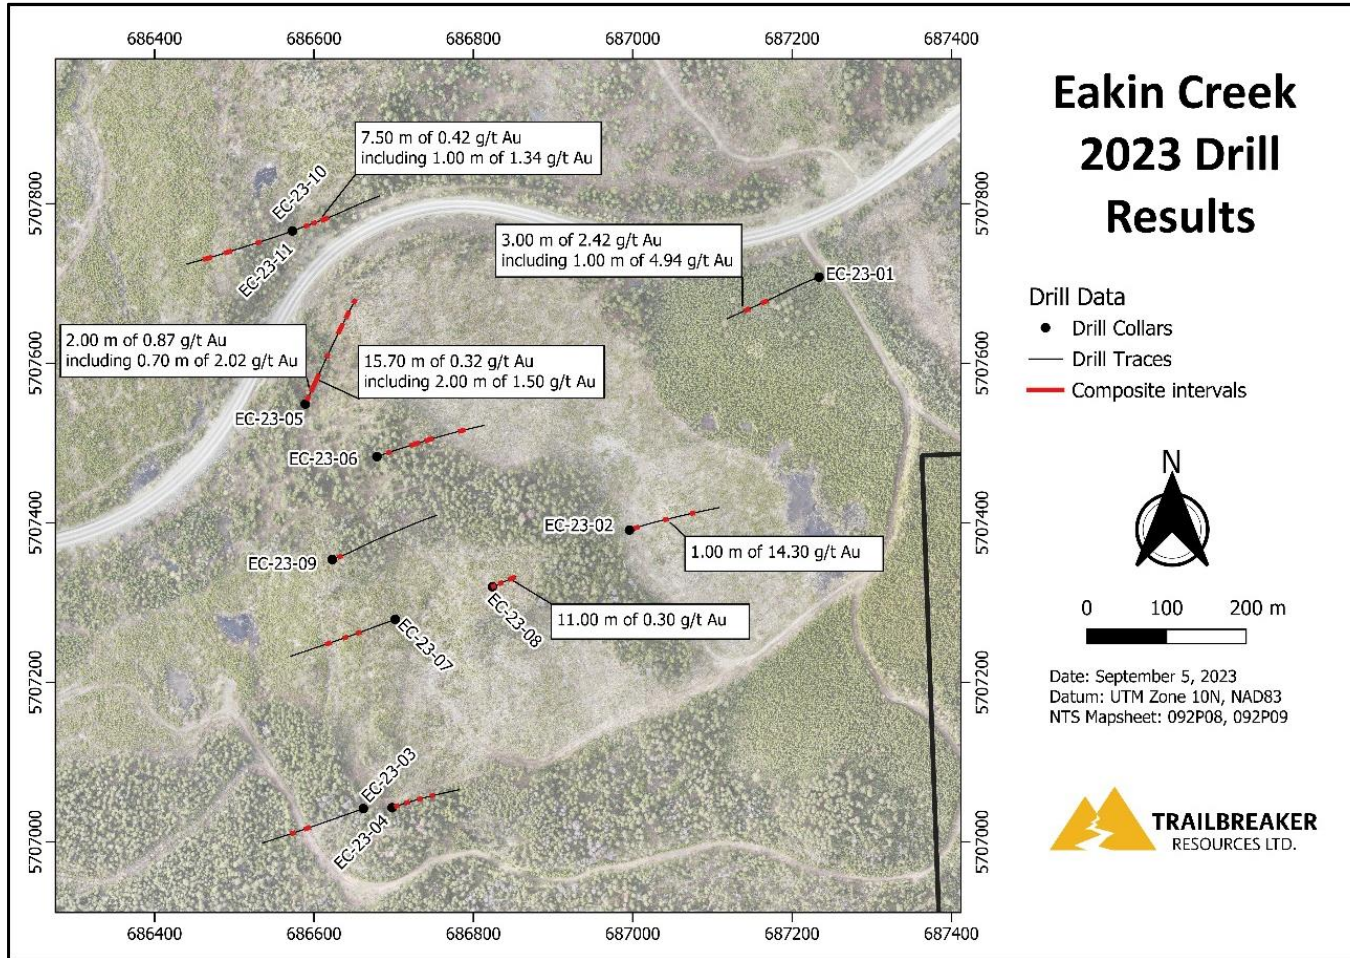 Eakin Creek
2023 Drill
Results
686400 686600 686800 687000 687200 687400
5707800
5707600
5707400
5707200
5707000
7.50 m of 0.42 g/t Au
including 1.00 m of 1.34 g/t Au
EC-23-10
EC-23-11
3.00 m of 2.42 g/t Au
including 1.00 m of 4.94 g/t Au
EC-23-01
2.00 m of 0.87 g/t Au
including 0.70 m of 2.02 g/t Au
15.70 m of 0.32 g/t Au
including 2.00 m of 1.50 g/t Au
EC-23-05
EC-23-06
EC-23-02
1.00 m of 14.30 g/t Au
EC-23-09
EC-23-08
11.00 m of 0.30 g/t Au
EC-23-07
EC-23-03
EC-23-04
5707800
5707600
5707400
5707200
5707000
686400 686600 686800 687000 687200 687400
Drill Data
Drill Collars
Drill Traces
Composite intervals
N
0 100 200 m
Date: September 5, 2023
Datum: UTM Zone 10N, NAD83
NTS Mapsheet: 092P08, 092P09
TRAILBREAKER
RESOURCES LTD.